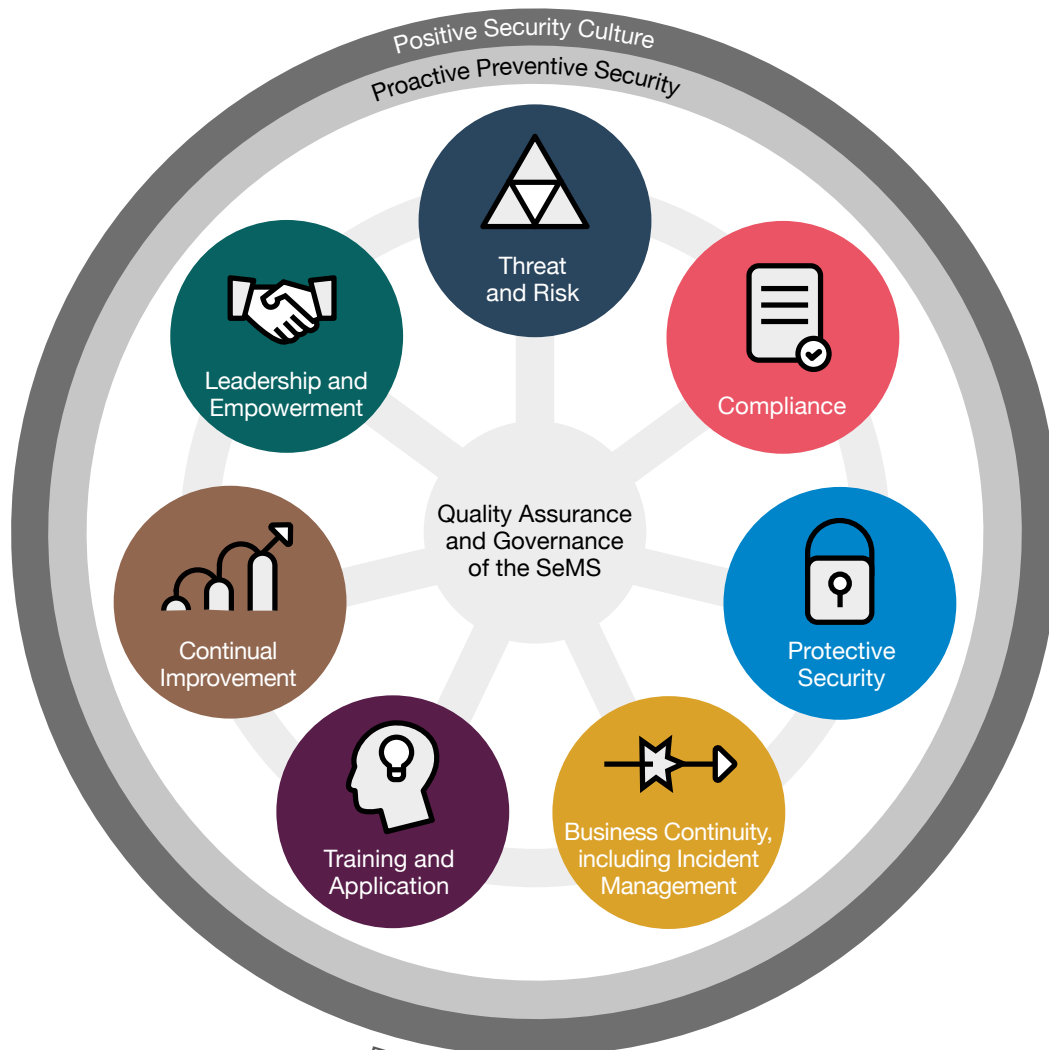 Positive Security Culture
Proactive Preventive Security
Threat
and Risk
Compliance
Protective
Security
Business Continuity,
including Incident
Management
Training and
Application
Continual
Improvement
Leadership and
Empowerment
Quality Assurance
and Governance
of the SeMS